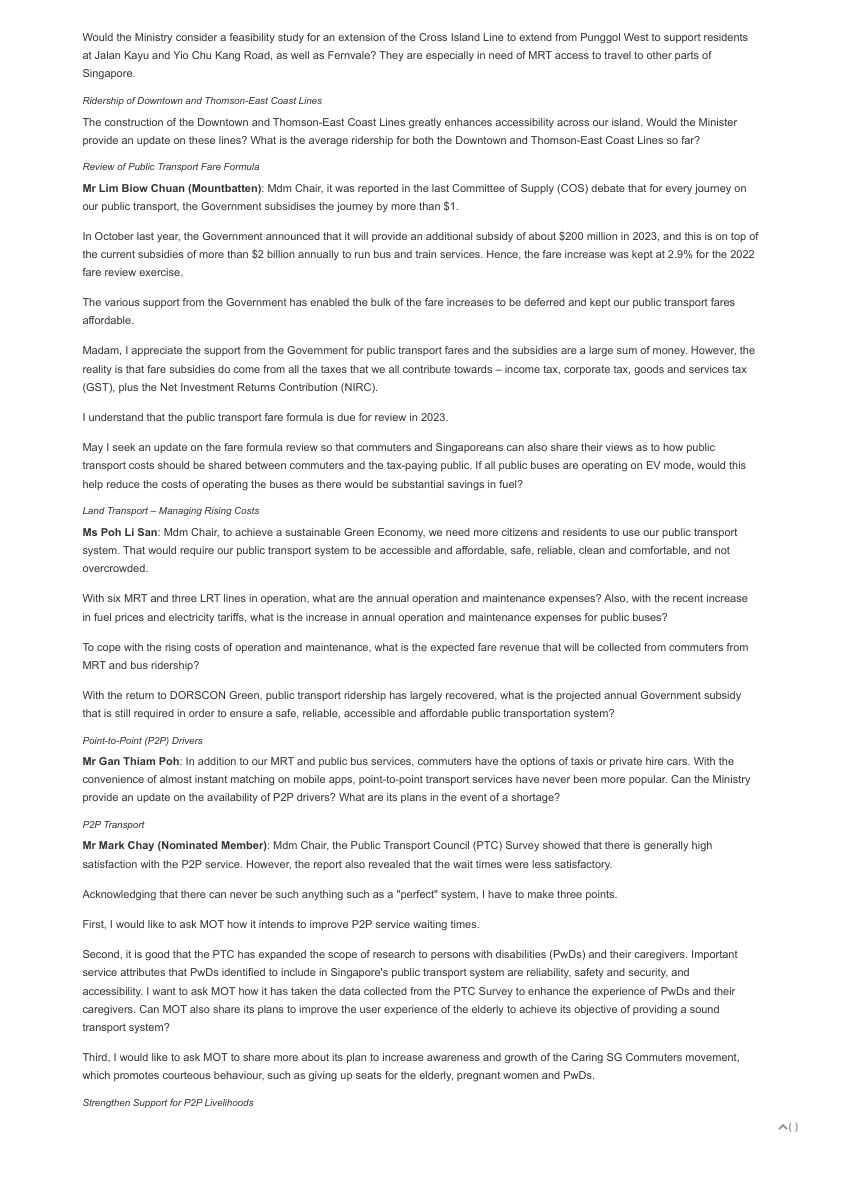 Would the Ministry consider a feasibility study for an extension of the Cross Island Line to extend from Punggol West to support residents
at Jalan Kayu and Yio Chu Kang Road, as well as Fernvale? They are especially in need of MRT access to travel to other parts of
Singapore.
Ridership of Downtown and Thomson-East Coast Lines
The construction of the Downtown and Thomson-East Coast Lines greatly enhances accessibility across our island. Would the Minister
provide an update on these lines? What is the average ridership for both the Downtown and Thomson-East Coast Lines so far?
Review of Public Transport Fare Formula
Mr Lim Biow Chuan (Mountbatten): Mdm Chair, it was reported in the last Committee of Supply (COS) debate that for every journey on
our public transport, the Government subsidises the journey by more than $1.
In October last year, the Government announced that it will provide an additional subsidy of about $200 million in 2023, and this is on top of
the current subsidies of more than $2 billion annually to run bus and train services. Hence, the fare increase was kept at 2.9% for the 2022
fare review exercise.
The various support from the Government has enabled the bulk of the fare increases to be deferred and kept our public transport fares
affordable.
Madam, I appreciate the support from the Government for public transport fares and the subsidies are a large sum of money. However, the
reality is that fare subsidies do come from all the taxes that we all contribute towards – income tax, corporate tax, goods and services tax
(GST), plus the Net Investment Returns Contribution (NIRC).
I understand that the public transport fare formula is due for review in 2023.
May I seek an update on the fare formula review so that commuters and Singaporeans can also share their views as to how public
transport costs should be shared between commuters and the tax-paying public. If all public buses are operating on EV mode, would this
help reduce the costs of operating the buses as there would be substantial savings in fuel?
Land Transport – Managing Rising Costs
Ms Poh Li San: Mdm Chair, to achieve a sustainable Green Economy, we need more citizens and residents to use our public transport
system. That would require our public transport system to be accessible and affordable, safe, reliable, clean and comfortable, and not
overcrowded.
With six MRT and three LRT lines in operation, what are the annual operation and maintenance expenses? Also, with the recent increase
in fuel prices and electricity tariffs, what is the increase in annual operation and maintenance expenses for public buses?
To cope with the rising costs of operation and maintenance, what is the expected fare revenue that will be collected from commuters from
MRT and bus ridership?
With the return to DORSCON Green, public transport ridership has largely recovered, what is the projected annual Government subsidy
that is still required in order to ensure a safe, reliable, accessible and affordable public transportation system?
Point-to-Point (P2P) Drivers
Mr Gan Thiam Poh: In addition to our MRT and public bus services, commuters have the options of taxis or private hire cars. With the
convenience of almost instant matching on mobile apps, point-to-point transport services have never been more popular. Can the Ministry
provide an update on the availability of P2P drivers? What are its plans in the event of a shortage?
P2P Transport
Mr Mark Chay (Nominated Member): Mdm Chair, the Public Transport Council (PTC) Survey showed that there is generally high
satisfaction with the P2P service. However, the report also revealed that the wait times were less satisfactory.
Acknowledging that there can never be such anything such as a "perfect" system, I have to make three points.
First, I would like to ask MOT how it intends to improve P2P service waiting times.
Second, it is good that the PTC has expanded the scope of research to persons with disabilities (PwDs) and their caregivers. Important
service attributes that PwDs identified to include in Singapore's public transport system are reliability, safety and security, and
accessibility. I want to ask MOT how it has taken the data collected from the PTC Survey to enhance the experience of PwDs and their
caregivers. Can MOT also share its plans to improve the user experience of the elderly to achieve its objective of providing a sound
transport system?
Third, I would like to ask MOT to share more about its plan to increase awareness and growth of the Caring SG Commuters movement,
which promotes courteous behaviour, such as giving up seats for the elderly, pregnant women and PwDs.
Strengthen Support for P2P Livelihoods
( )